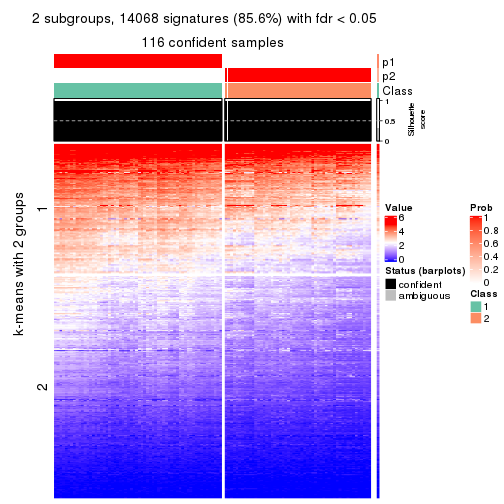 2 subgroups, 14068 signatures (85.6%) with fdr < 0.05
116 confident samples
p1
p2
Class
1
0.5
0
Silhouette
score
k-means with 2 groups
1
2
Value
6
4
2
0
Status (barplots)
confident
ambiguous
Prob
1
0.8
0.6
0.4
0.2
0
Class
1
2